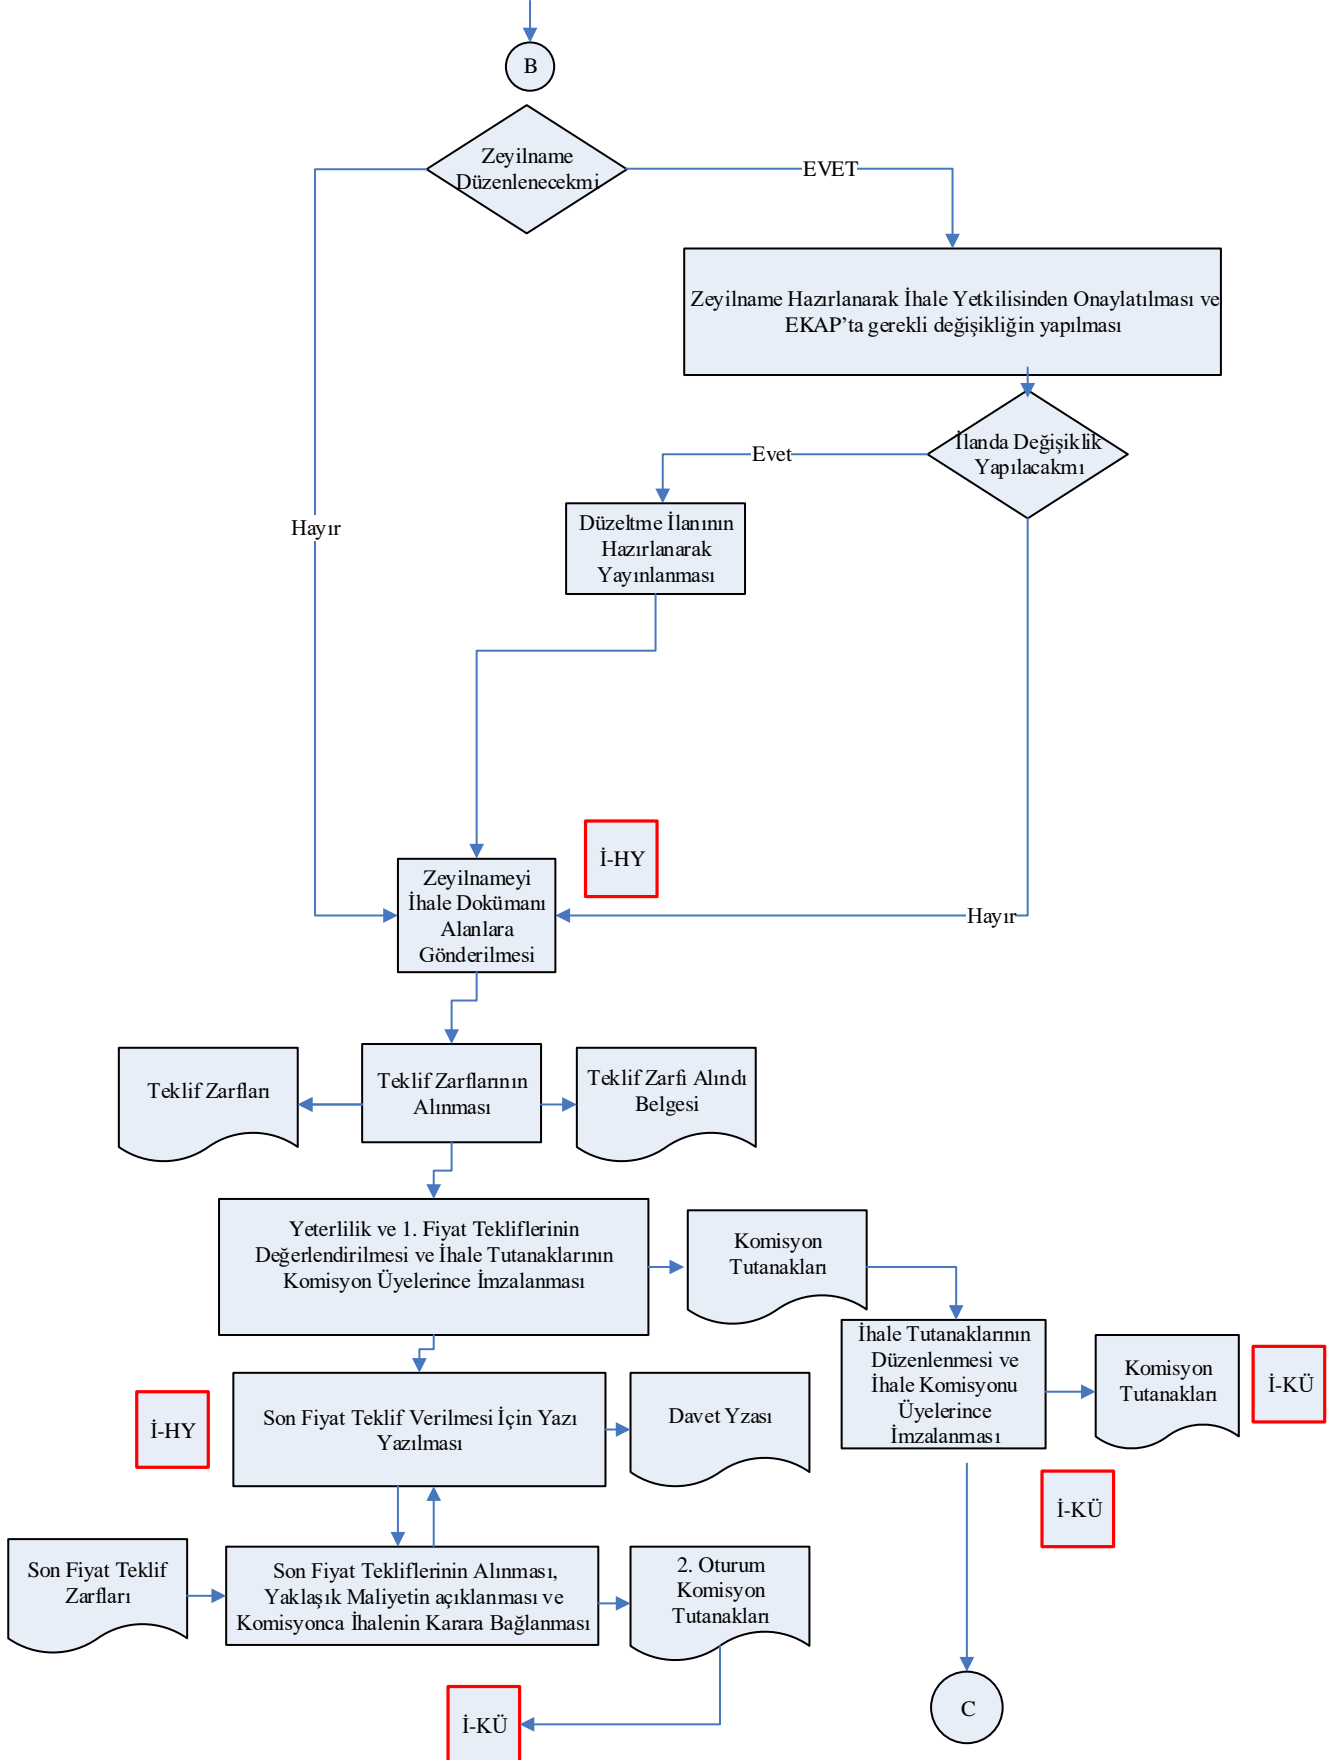 B
Zeyilname
Düzenlenecekmi
EVET
Zeyilname Hazırlanarak İhale Yetkilisinden Onaylatılması ve
EKAP’ta gerekli değişikliğin yapılması
İlanda Değişiklik
Yapılacakmı
Evet
Düzeltme İlanının
Hazırlanarak
Yayınlanması
Hayır
İ-HY
Zeyilnameyi
İhale Dokümanı
Alanlara
Gönderilmesi
Hayır
Teklif Zarfları
Teklif Zarflarının
Alınması
Teklif Zarfı Alındı
Belgesi
Yeterlilik ve 1. Fiyat Tekliflerinin
Değerlendirilmesi ve İhale Tutanaklarının
Komisyon Üyelerince İmzalanması
Komisyon
Tutanakları
İhale Tutanaklarının
Düzenlenmesi ve
İhale Komisyonu
Üyelerince
İmzalanması
Komisyon
Tutanakları
İ-KÜ
İ-HY
Son Fiyat Teklif Verilmesi İçin Yazı
Yazılması
Davet Yzası
İ-KÜ
Son Fiyat Teklif
Zarfları
Son Fiyat Tekliflerinin Alınması,
Yaklaşık Maliyetin açıklanması ve
Komisyonca İhalenin Karara Bağlanması
2. Oturum
Komisyon
Tutanakları
İ-KÜ
C